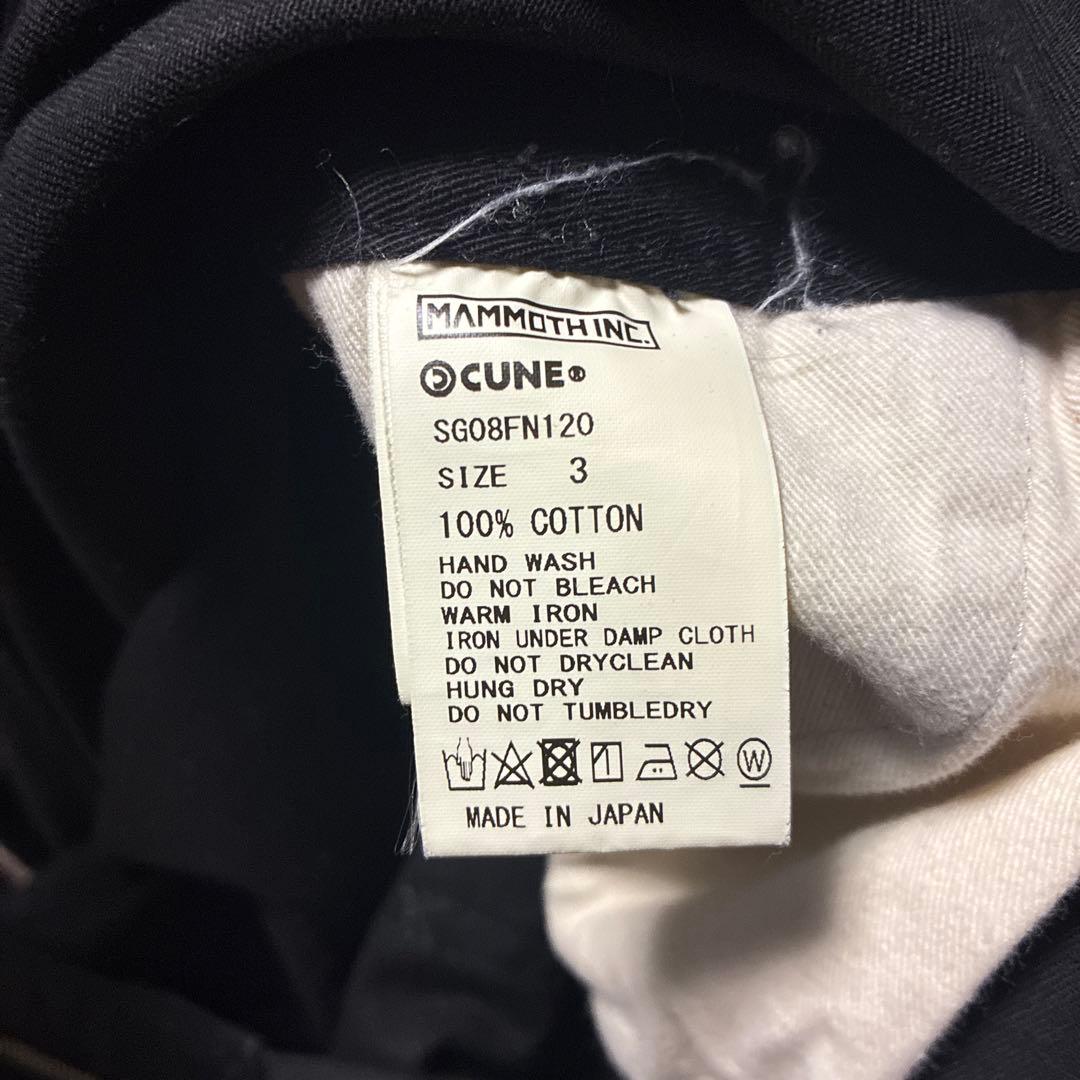 MAMMOTH INC.
CUNE®
SG08FN120
SIZE 3
100% COTTON
HAND WASH
DO NOT BLEACH
WARM IRON
IRON UNDER DAMP CLOTH
DO NOT DRYCLEAN
HUNG DRY
DO NOT TUMBLEDRY
W
MADE IN JAPAN